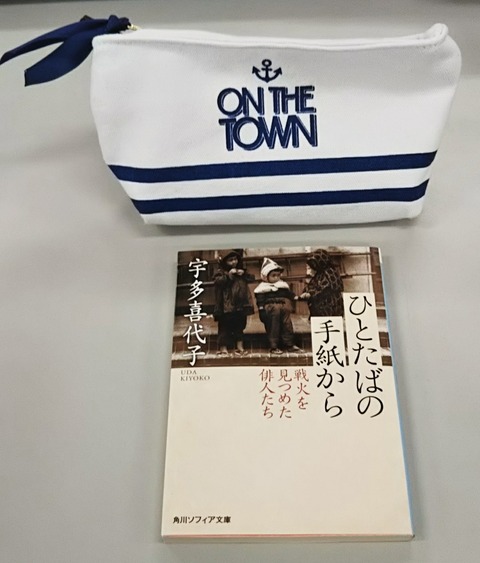 ON THE
TOWN
宇多喜代子
UDA
KIYOKO
ひとたばの
手紙から
戦火を
見つめた
俳人たち
角川ソフィア文庫